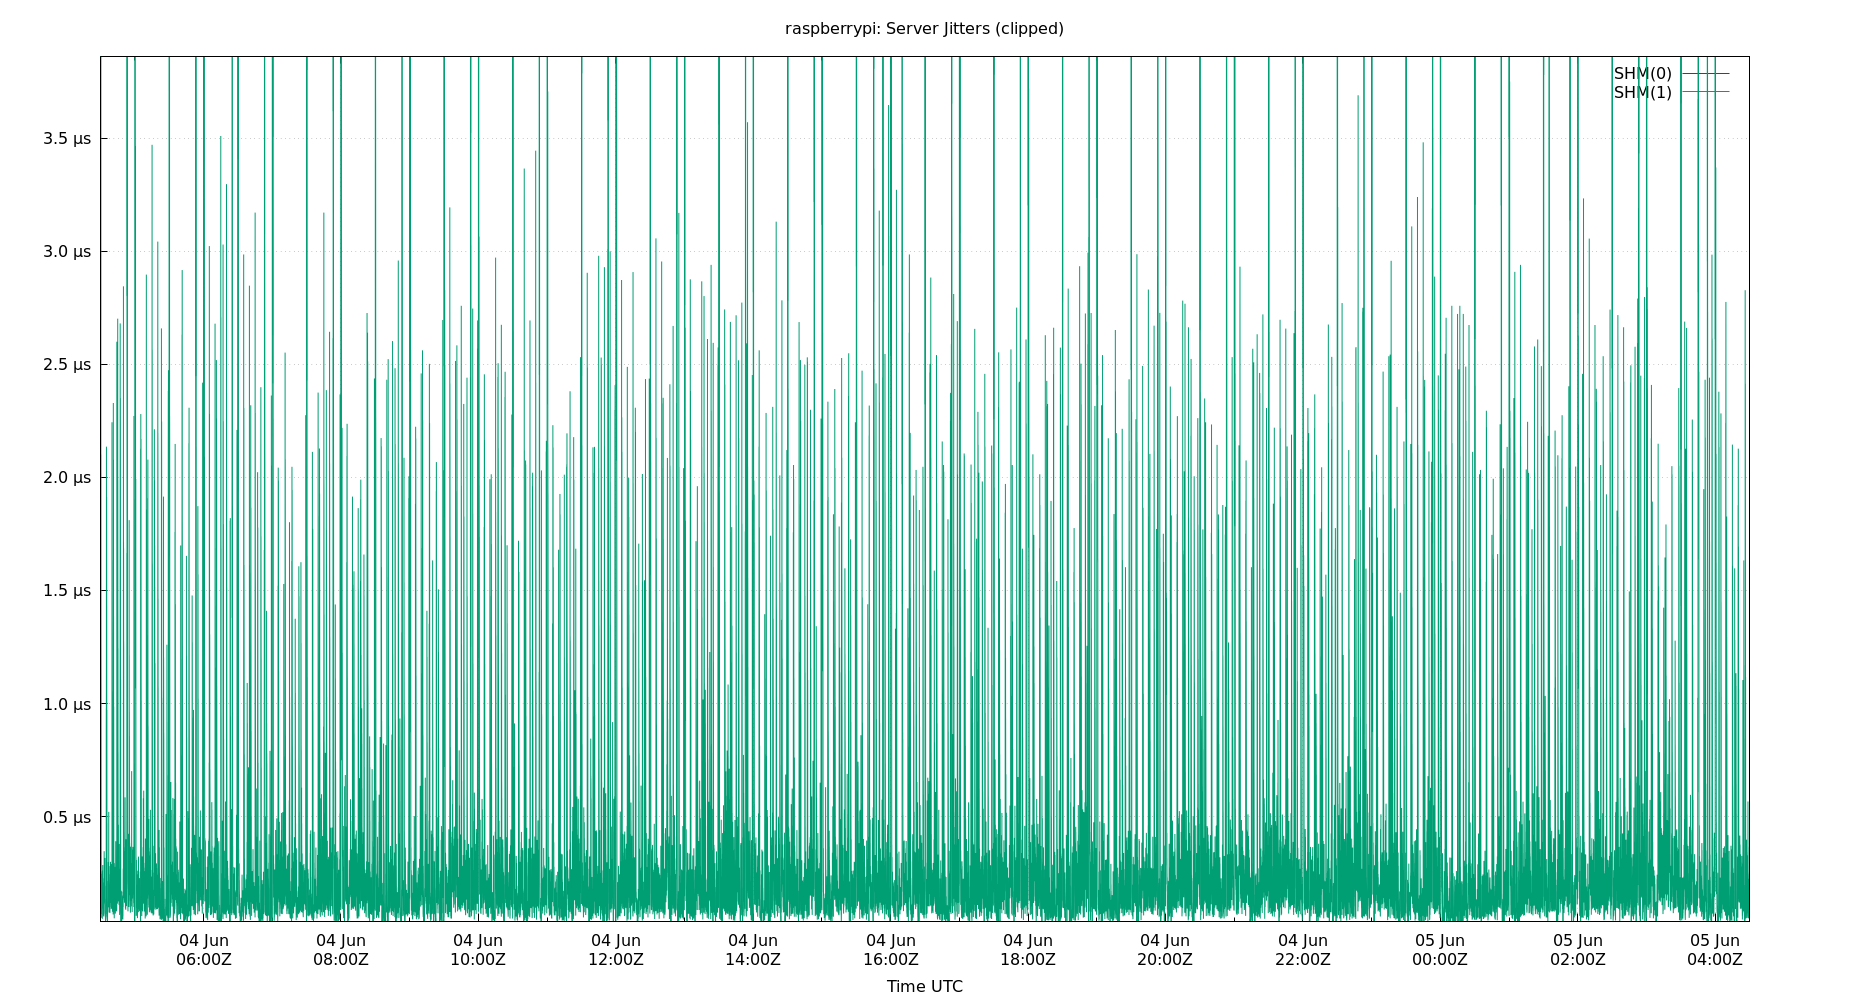 raspberrypi: Server Jitters (clipped)
SHM(0)
SHM(1)
3.5 µs
3.0 µs
2.5 µs
2.0 µs
1.5 µs
1.0 µs
0.5 µs
04 Jun 04 Jun 04 Jun 04 Jun 04 Jun 04 Jun 04 Jun 04 Jun 04 Jun 05 Jun 05 Jun 05 Jun
06:00Z 08:00Z 10:00Z 12:00Z 14:00Z 16:00Z 18:00Z 20:00Z 22:00Z 00:00Z 02:00Z 04:00Z
Time UTC